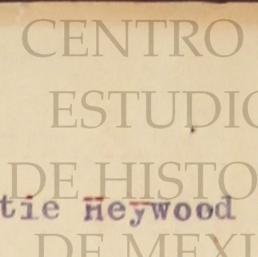 CENTRO
ESTUDIO
DE HISTO
tie Heywood
DE MEXI